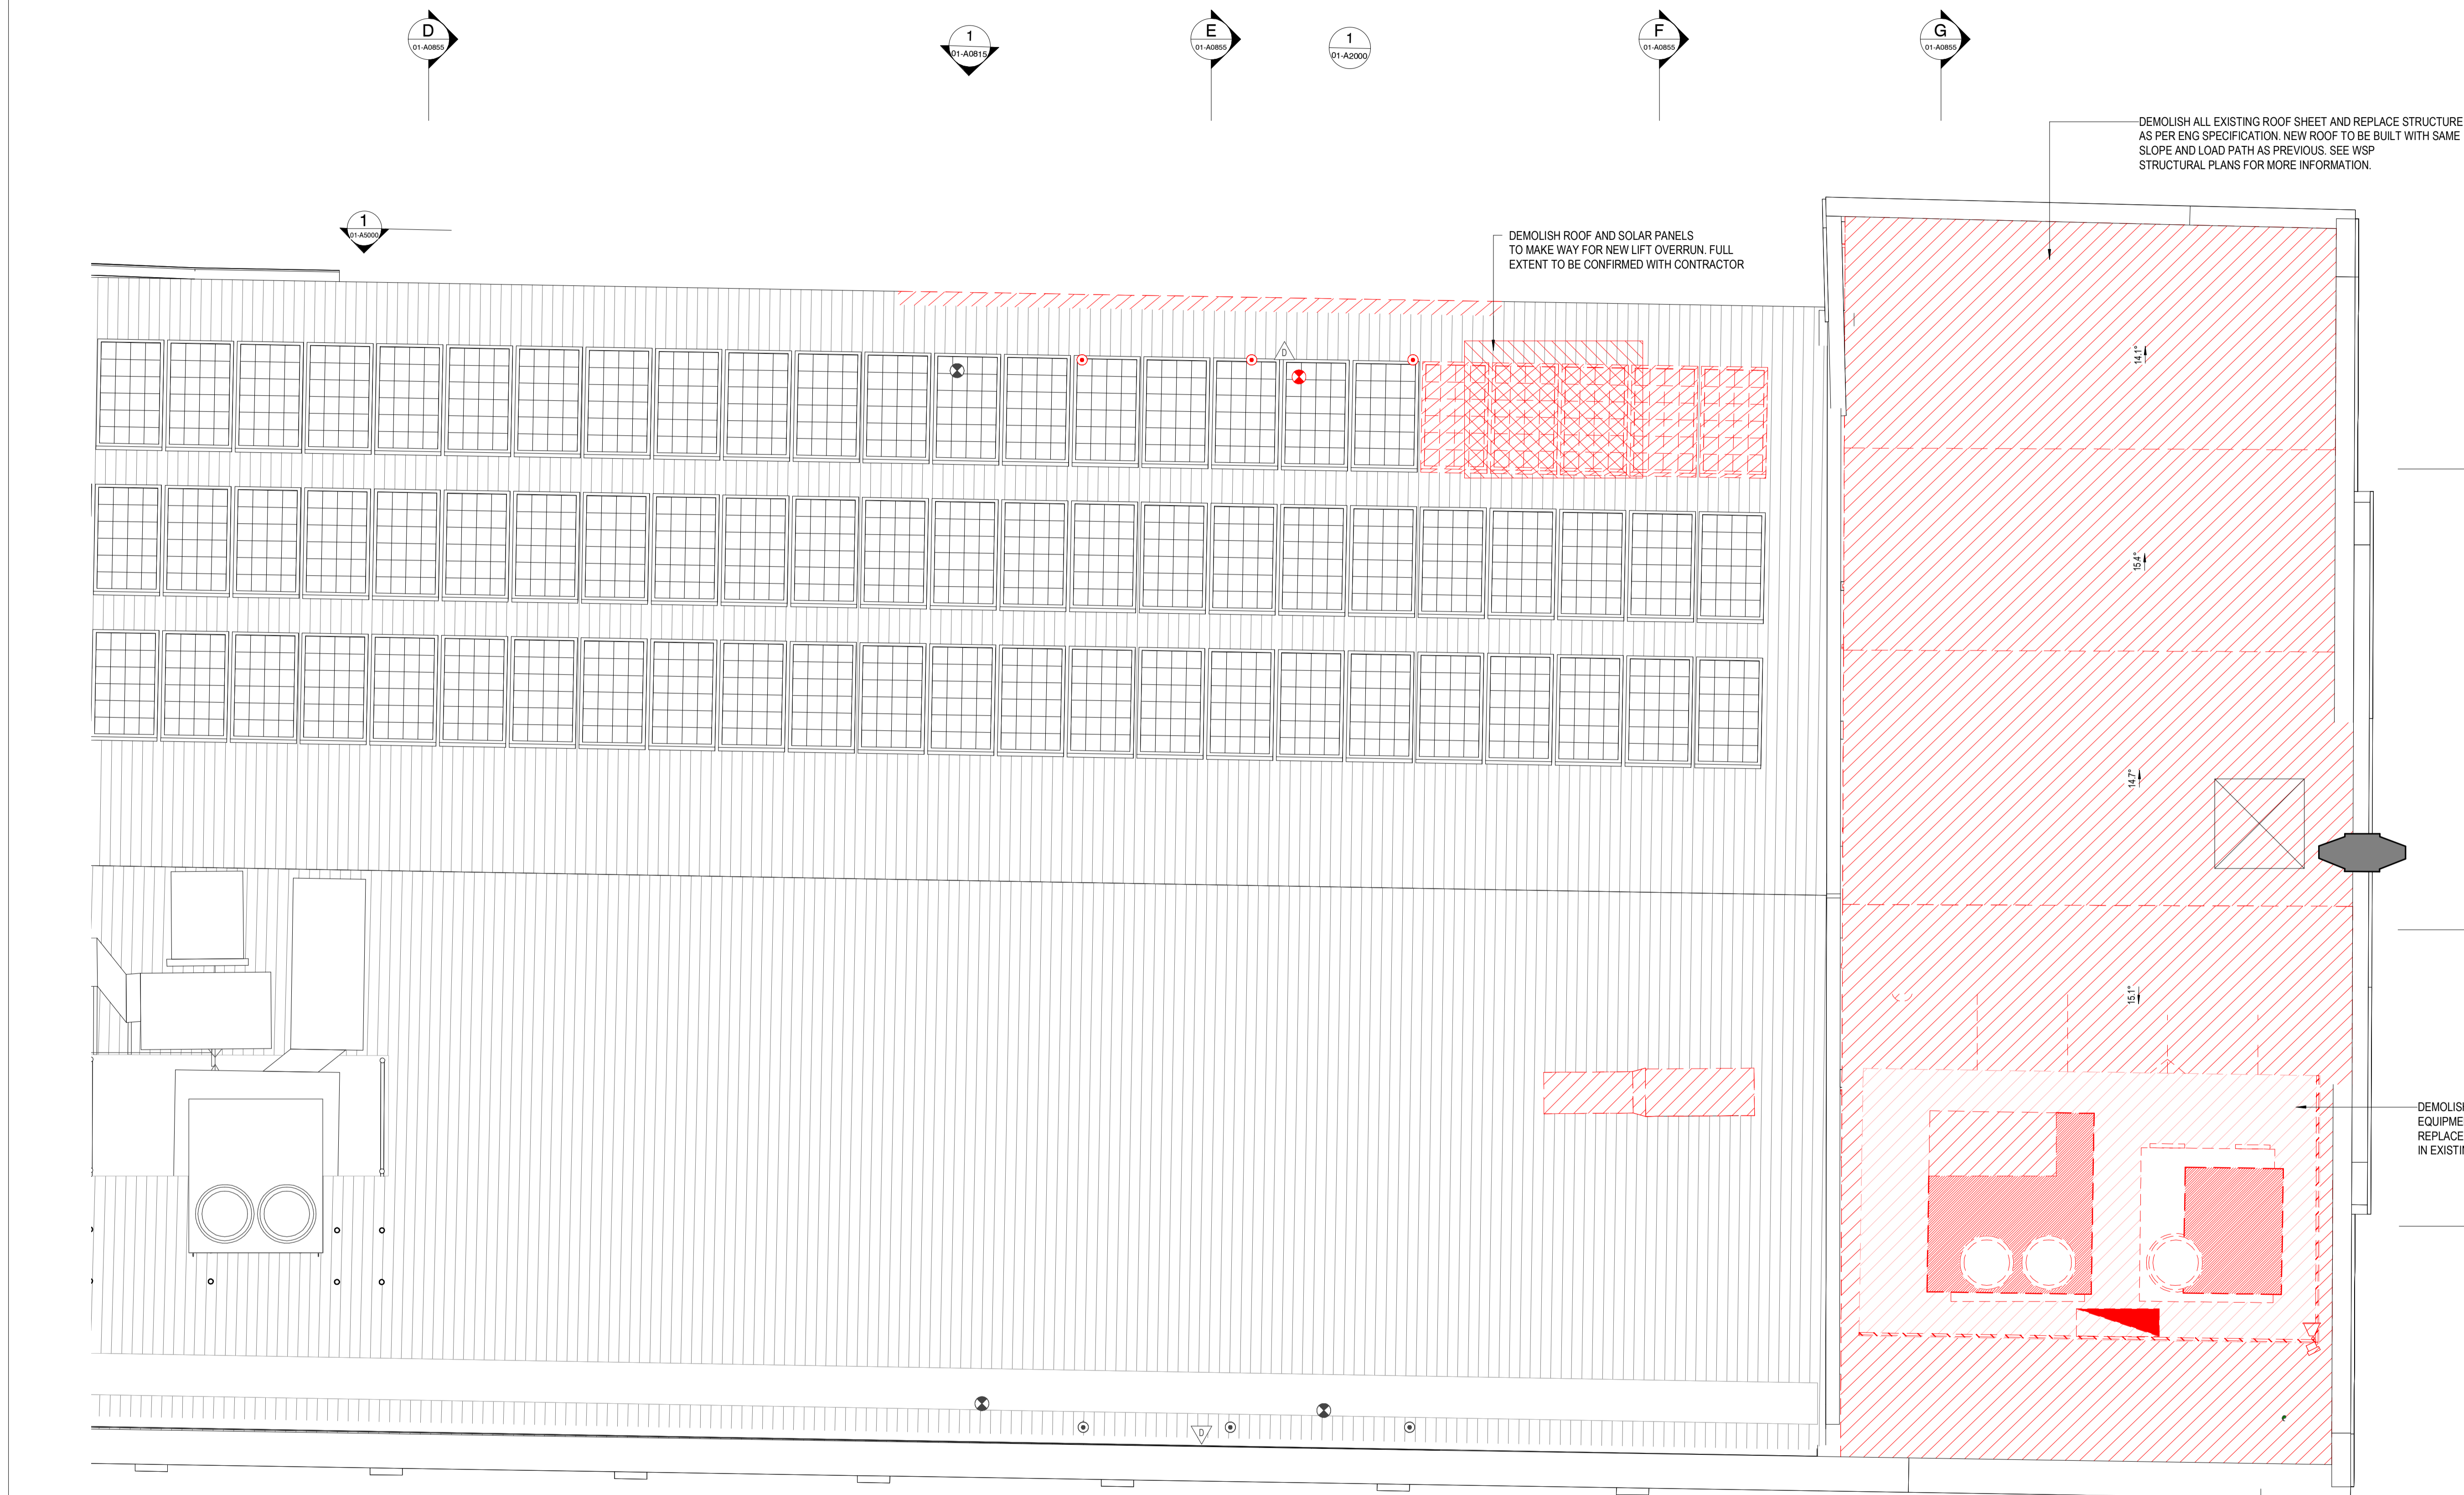 D
01-A0855
1
01-A0815
E
01-A0855
1
01-A2000
F
01-A0855
G
01-A0855
DEMOLISH ALL EXISTING ROOF SHEET AND REPLACE STRUCTURE
AS PER ENG SPECIFICATION. NEW ROOF TO BE BUILT WITH SAME
SLOPE AND LOAD PATH AS PREVIOUS. SEE WSP
STRUCTURAL PLANS FOR MORE INFORMATION.
1
01-A5000
DEMOLISH ROOF AND SOLAR PANELS
TO MAKE WAY FOR NEW LIFT OVERRUN. FULL
EXTENT TO BE CONFIRMED WITH CONTRACTOR
D
14.1°
15.4°
14.7°
15.1°
DEMOLIS
EQUIPME
REPLACE
IN EXISTI
D